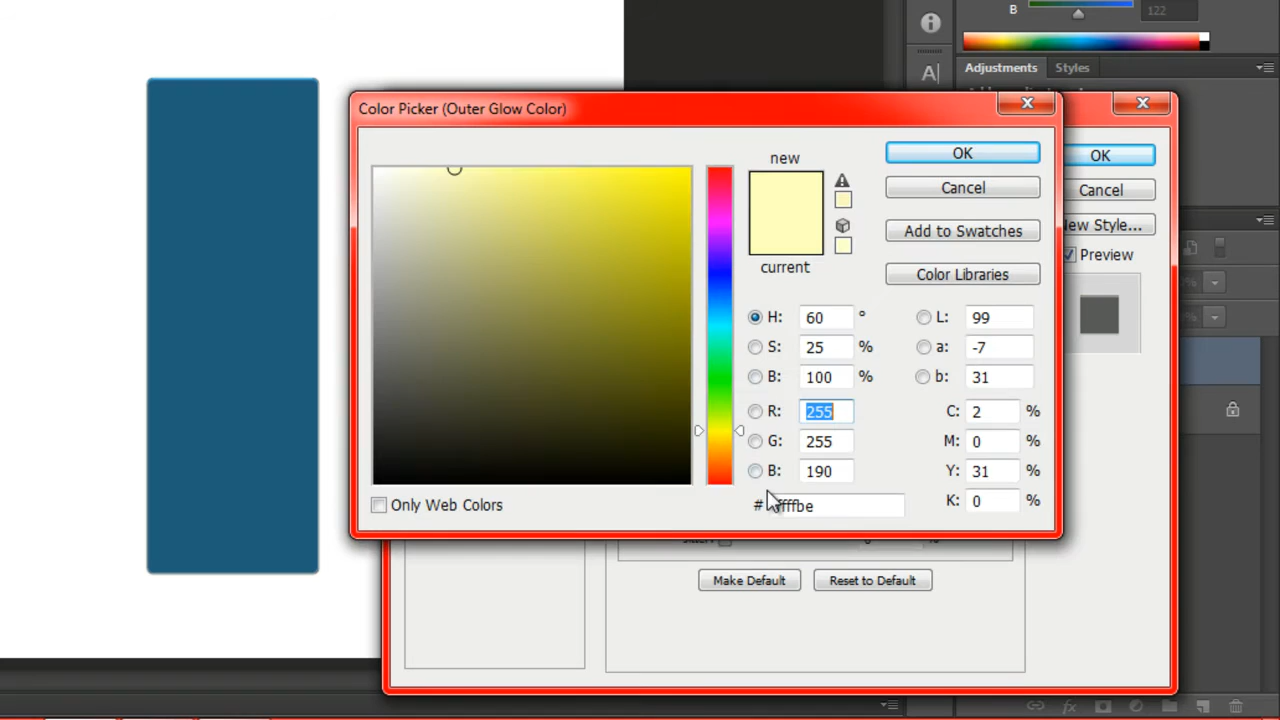 B 122
Adjustments Styles
Color Picker (Outer Glow Color)
new
OK
OK
Cancel
Cancel
Add to Swatches
New Style...
current
Preview
Color Libraries
H: 60 °
L: 99
S: 25 %
a: -7
B: 100 %
b: 31
R: 255
C: 2 %
G: 255
M: 0 %
B: 190
Y: 31 %
Only Web Colors
# ffffbe
K: 0 %
Make Default
Reset to Default
fx